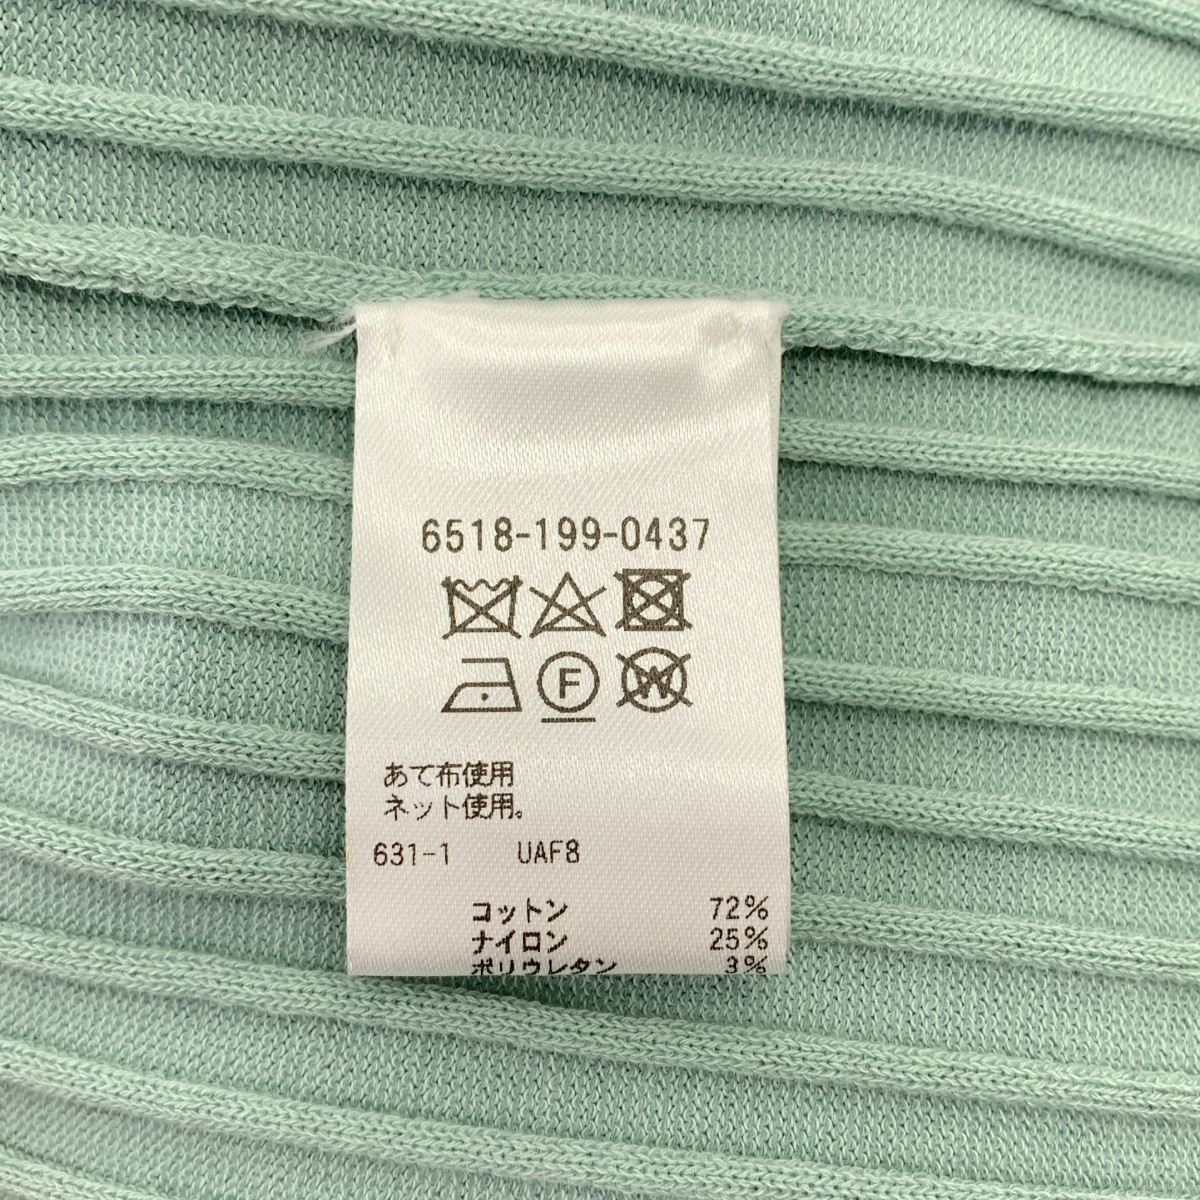 6518-199-0437
F
W
あて布使用
ネット使用。
631-1 UAF8
コットン 72%
ナイロン 25%
ポリウレタン 3%